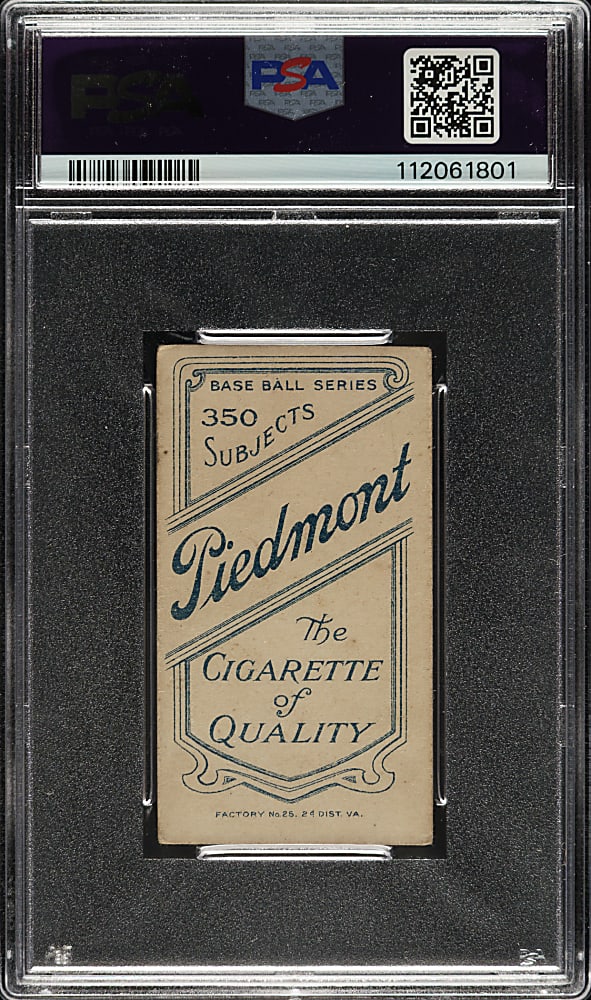 PSA
112061801
BASE BALL SERIES
350
SUBJECTS
Piedmont
The
CIGARETTE
of
QUALITY
FACTORY No. 25, 2d DIST. VA.